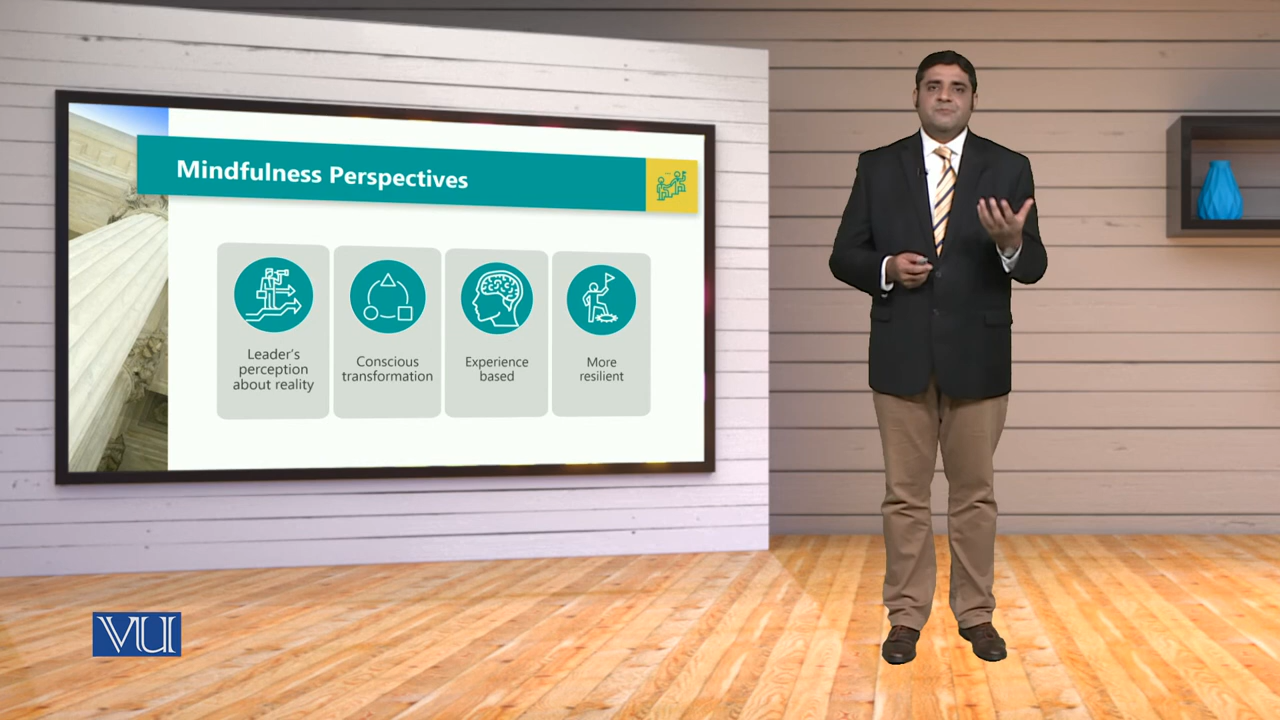 Mindfulness Perspectives
Leader's
perception
about reality
Conscious
transformation
Experience
based
More
resilient
VU